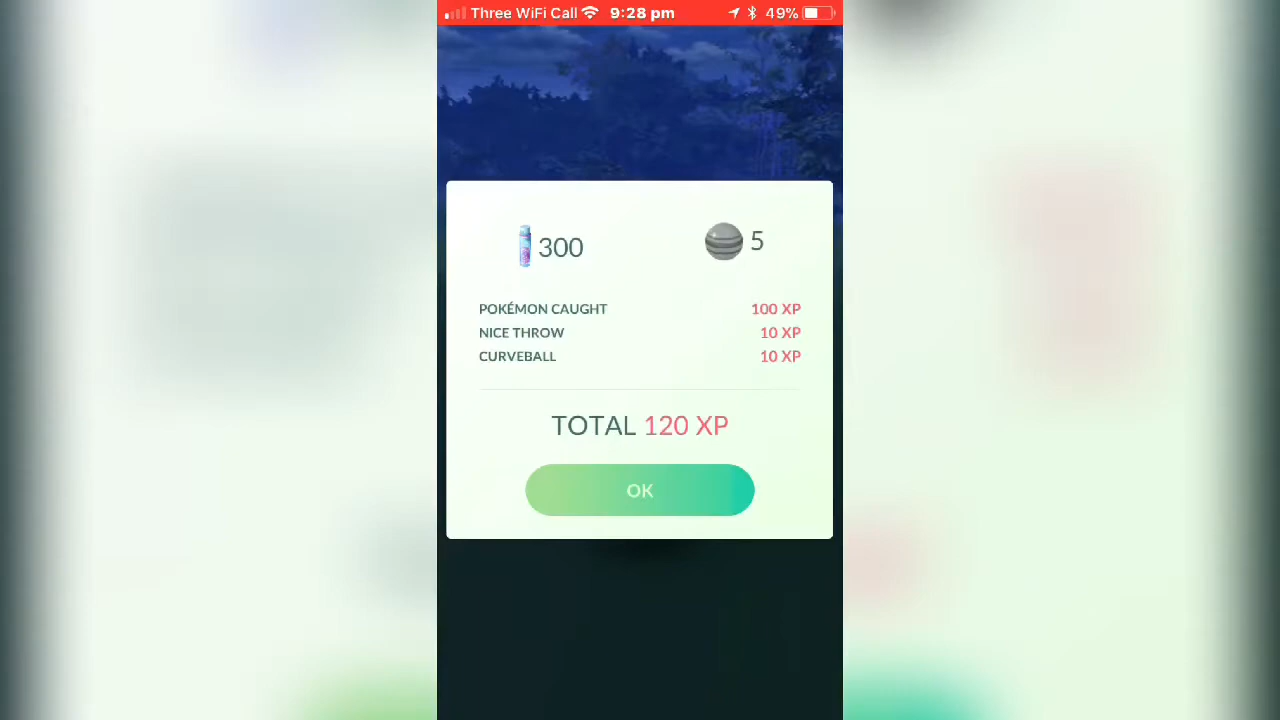 Three WiFi Call 9:28 pm 49%
300 5
POKÉMON CAUGHT 100 XP
NICE THROW 10 XP
CURVEBALL 10 XP
TOTAL 120 XP
OK